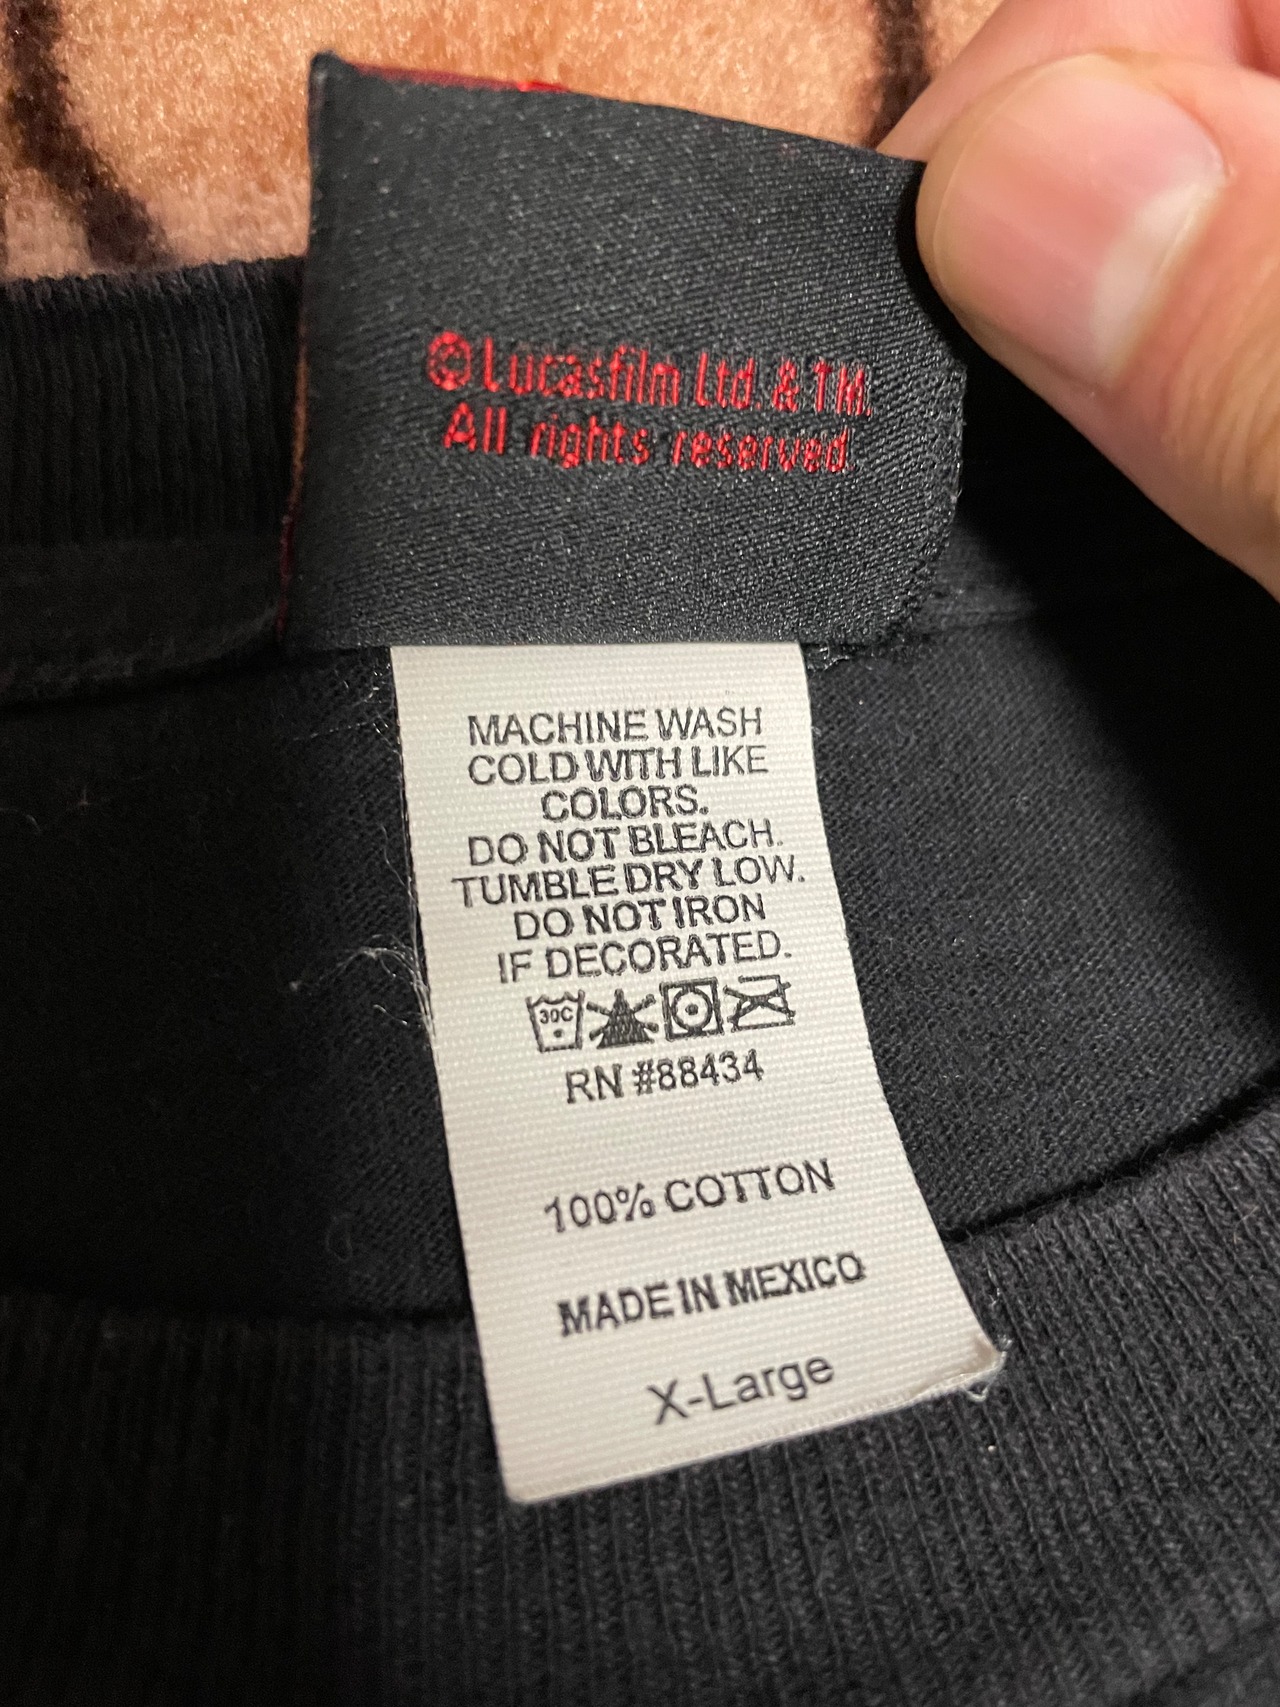 ©Lucasfilm Ltd. & TM.
All rights reserved.
MACHINE WASH
COLD WITH LIKE
COLORS.
DO NOT BLEACH.
TUMBLE DRY LOW.
DO NOT IRON
IF DECORATED.
30C
RN #88434
100% COTTON
MADE IN MEXICO
X-Large